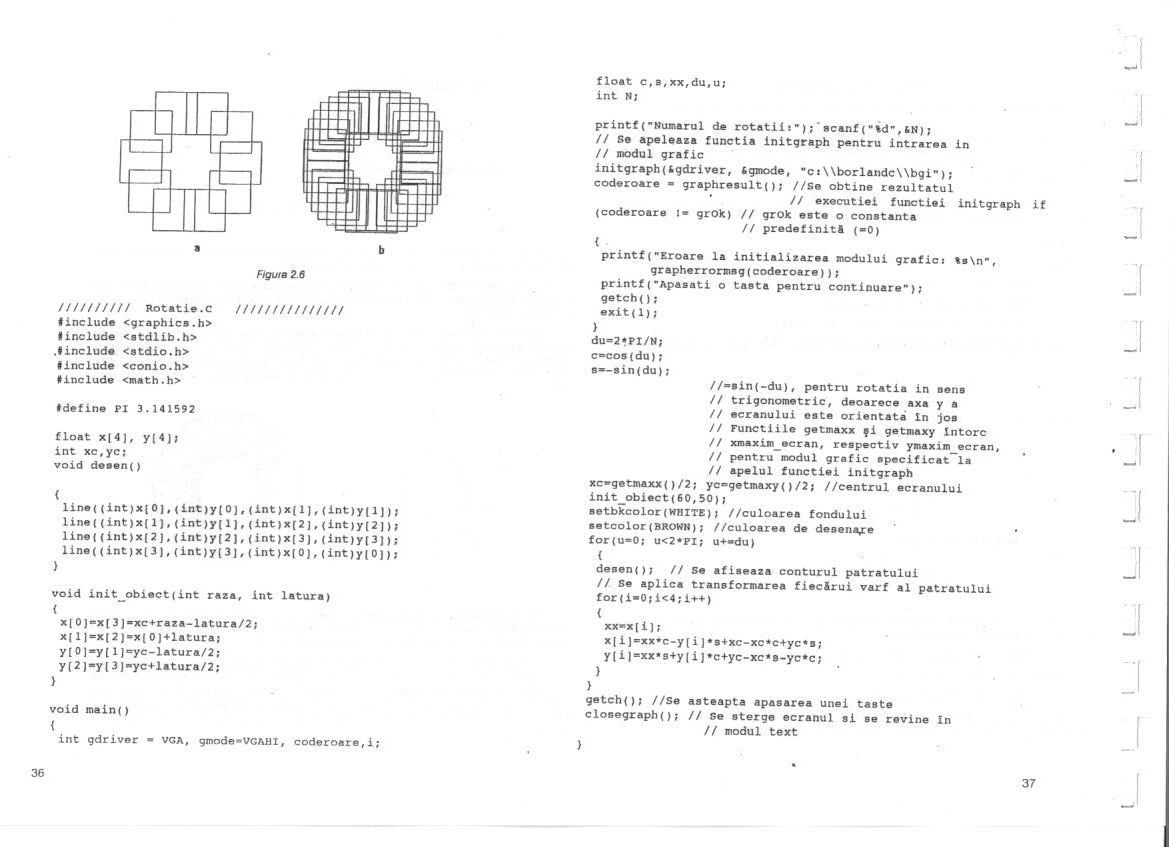 a
b
Figura 2.6
////////// Rotatie.C ///////////////
#include <graphics.h>
#include <stdlib.h>
#include <stdio.h>
#include <conio.h>
#include <math.h>
#define PI 3.141592
float x[4], y[4];
int xc,yc;
void desen()
{
line((int)x[0],(int)y[0],(int)x[1],(int)y[1]);
line((int)x[1],(int)y[1],(int)x[2],(int)y[2]);
line((int)x[2],(int)y[2],(int)x[3],(int)y[3]);
line((int)x[3],(int)y[3],(int)x[0],(int)y[0]);
}
void init_obiect(int raza, int latura)
{
x[0]=x[3]=xc+raza-latura/2;
x[1]=x[2]=x[0]+latura;
y[0]=y[1]=yc-latura/2;
y[2]=y[3]=yc+latura/2;
}
void main()
{
int gdriver = VGA, gmode=VGAHI, coderoare,i;
36
float c,s,xx,du,u;
int N;
printf("Numarul de rotatii:"); scanf("%d",&N);
// Se apeleaza functia initgraph pentru intrarea in
// modul grafic
initgraph(&gdriver, &gmode, "c:\\borlandc\\bgi");
coderoare = graphresult(); //Se obtine rezultatul
// executiei functiei initgraph if
(coderoare != grOk) // grOk este o constanta
// predefinită (=0)
{
printf("Eroare la initializarea modului grafic: %s\n",
grapherrormsg(coderoare));
printf("Apasati o tasta pentru continuare");
getch();
exit(1);
}
du=2*PI/N;
c=cos(du);
s=-sin(du);
//=sin(-du), pentru rotatia in sens
// trigonometric, deoarece axa y a
// ecranului este orientată în jos
// Functiile getmaxx şi getmaxy întorc
// xmaxim_ecran, respectiv ymaxim_ecran,
// pentru modul grafic specificat la
// apelul functiei initgraph
xc=getmaxx()/2; yc=getmaxy()/2; //centrul ecranului
init_obiect(60,50);
setbkcolor(WHITE); //culoarea fondului
setcolor(BROWN); //culoarea de desenare
for(u=0; u<2*PI; u+=du)
{
desen(); // Se afiseaza conturul patratului
// Se aplica transformarea fiecărui varf al patratului
for(i=0;i<4;i++)
{
xx=x[i];
x[i]=xx*c-y[i]*s+xc-xc*c+yc*s;
y[i]=xx*s+y[i]*c+yc-xc*s-yc*c;
}
}
getch(); //Se asteapta apasarea unei taste
closegraph(); // Se sterge ecranul si se revine în
// modul text
}
37